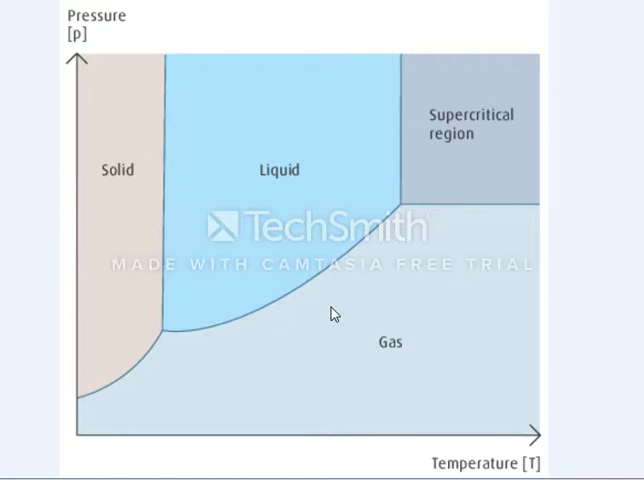 Pressure
[p]
Supercritical
region
Solid
Liquid
TechSmith
MADE WITH CAMTASIA FREE TRIAL
Gas
Temperature [T]